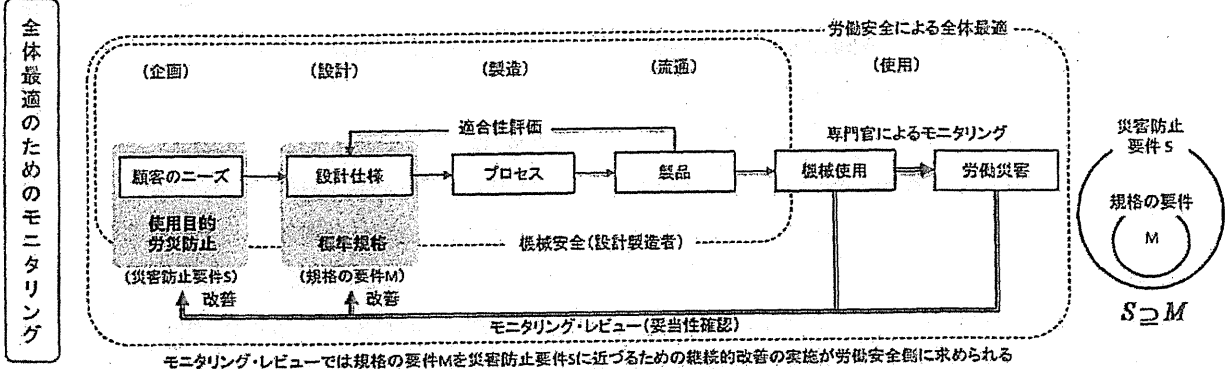 全体最適のためのモニタリング
労働安全による全体最適
(企画)
(設計)
(製造)
(流通)
(使用)
適合性評価
専門官によるモニタリング
顧客のニーズ
設計仕様
プロセス
製品
機械使用
労働災害
使用目的
労災防止
標準規格
機械安全(設計製造者)
(災害防止要件S)
(規格の要件M)
改善
改善
モニタリング・レビュー(妥当性確認)
モニタリング・レビューでは規格の要件Mを災害防止要件Sに近づるための継続的改善の実施が労働安全側に求められる
災害防止
要件 S
規格の要件
M
S⊇M